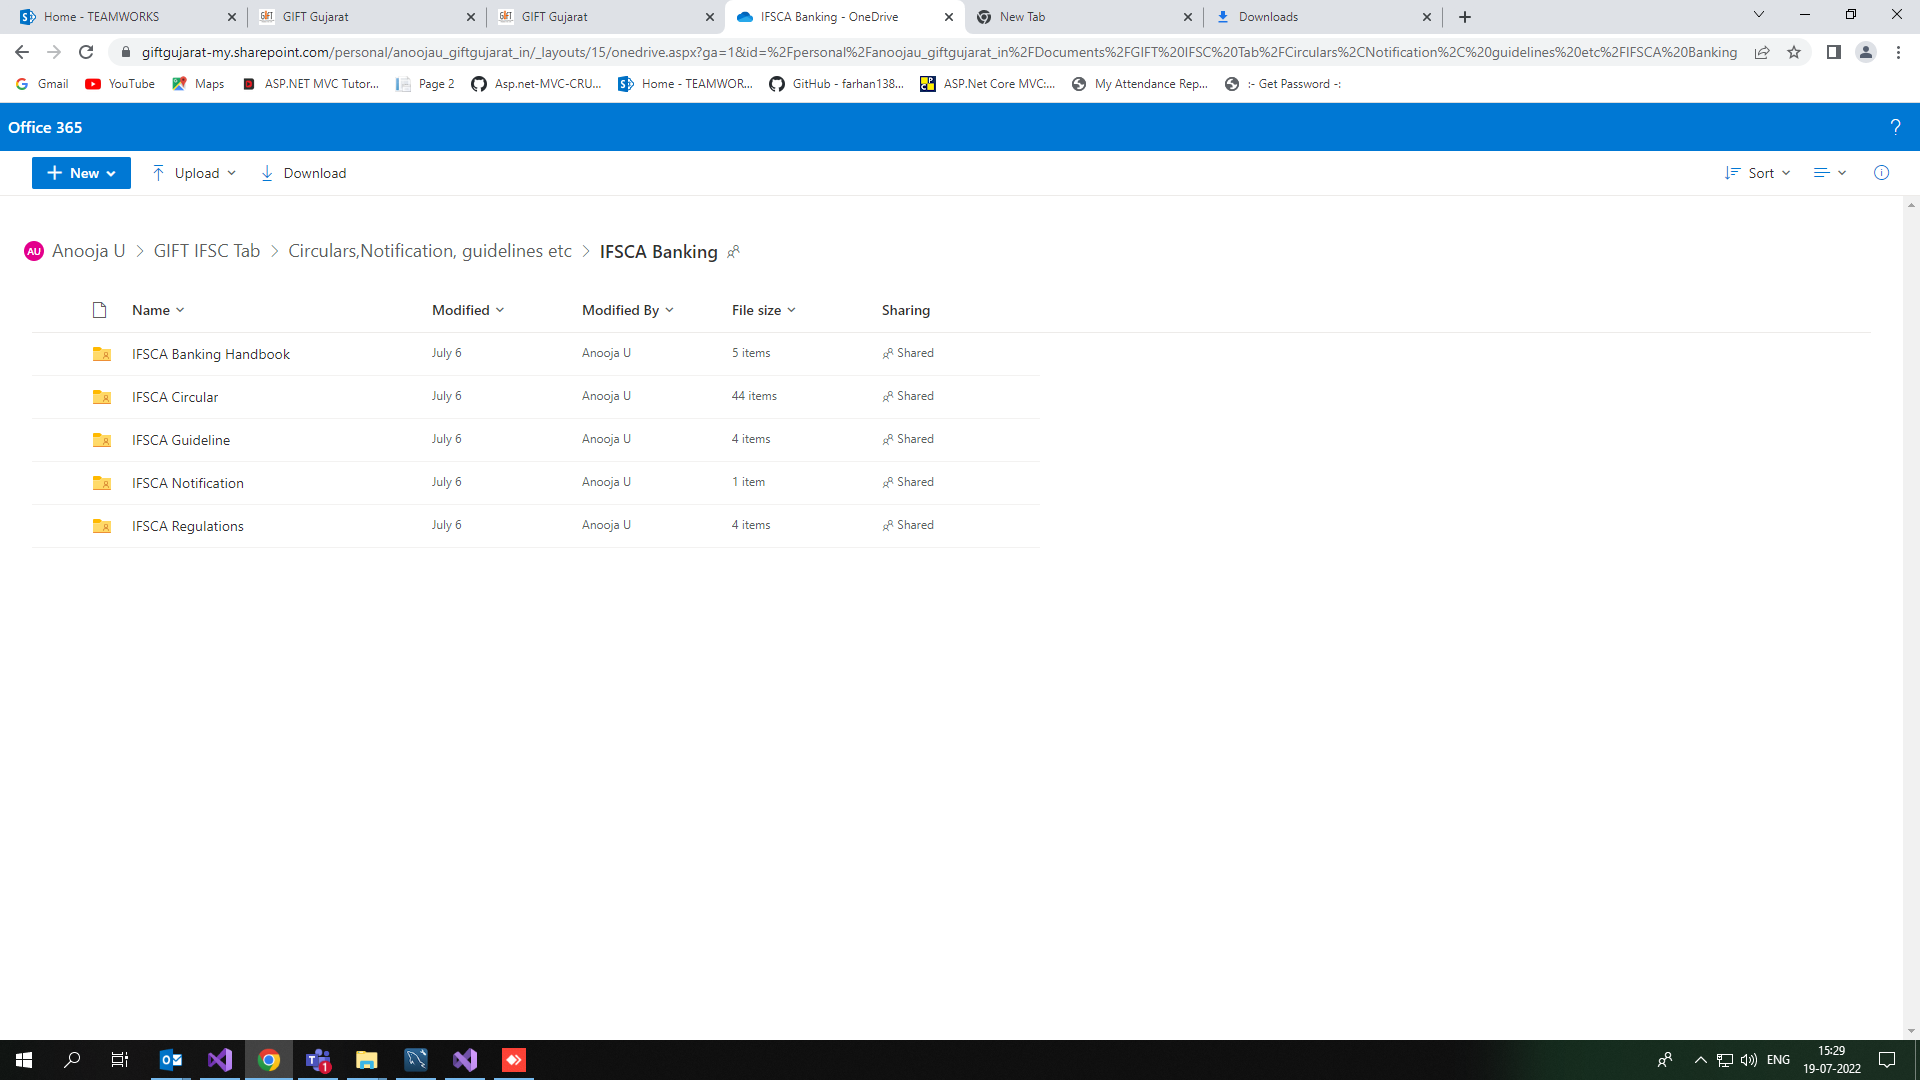 Home - TEAMWORKS GIFT Gujarat GIFT Gujarat IFSCA Banking - OneDrive New Tab Downloads
giftgujarat-my.sharepoint.com/personal/anoojau_giftgujarat_in/_layouts/15/onedrive.aspx?ga=1&id=%2Fpersonal%2Fanoojau_giftgujarat_in%2FDocuments%2FGIFT%20IFSC%20Tab%2FCirculars%2CNotification%2C%20guidelines%20etc%2FIFSCA%20Banking
Gmail YouTube Maps ASP.NET MVC Tutor... Page 2 Asp.net-MVC-CRU... Home - TEAMWOR... GitHub - farhan138... ASP.Net Core MVC:... My Attendance Rep... :- Get Password -:
Office 365 ?
New Upload Download Sort
AU Anooja U > GIFT IFSC Tab > Circulars,Notification, guidelines etc > IFSCA Banking
Name Modified Modified By File size Sharing
IFSCA Banking Handbook July 6 Anooja U 5 items Shared
IFSCA Circular July 6 Anooja U 44 items Shared
IFSCA Guideline July 6 Anooja U 4 items Shared
IFSCA Notification July 6 Anooja U 1 item Shared
IFSCA Regulations July 6 Anooja U 4 items Shared
ENG 15:29
19-07-2022